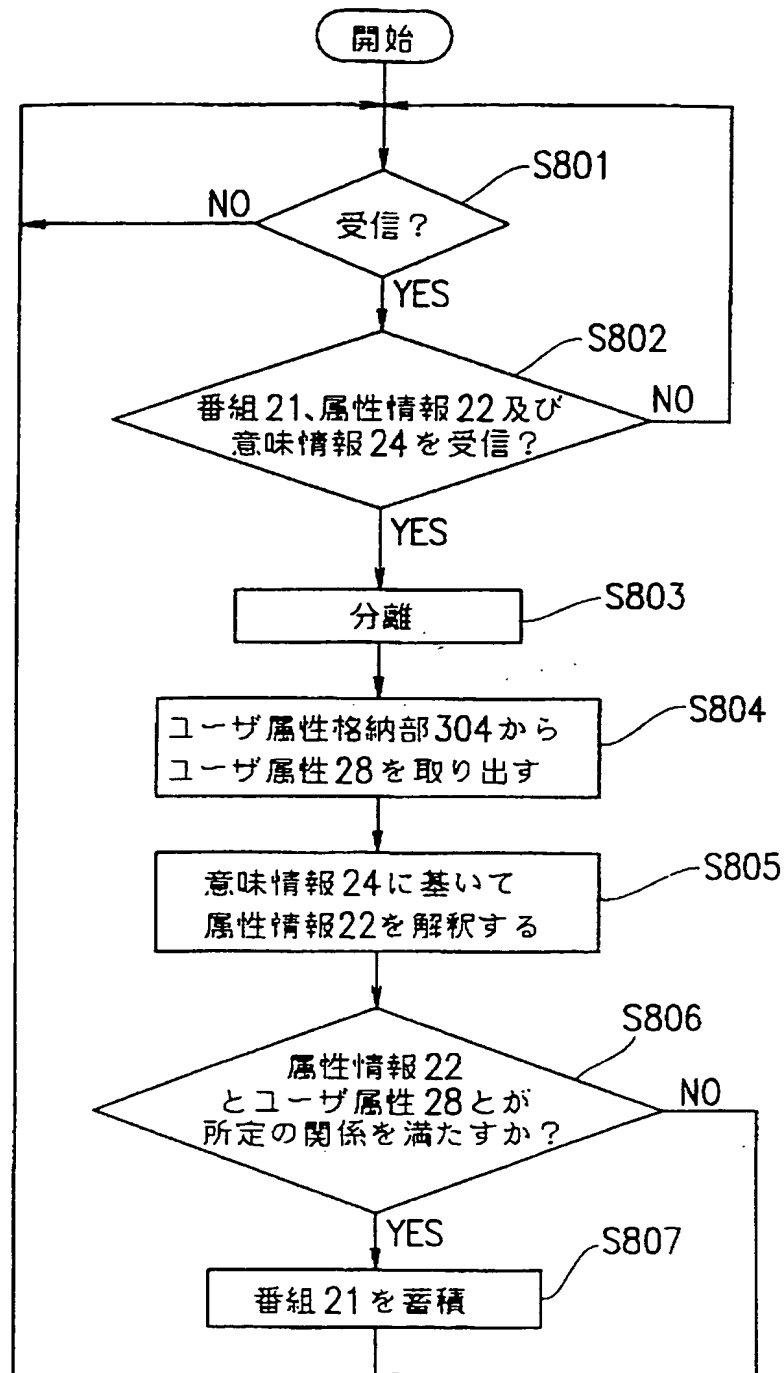 開始
S801
NO
受信?
YES
S802
番組21、属性情報22及び
意味情報24を受信?
NO
YES
S803
分離
S804
ユーザ属性格納部304から
ユーザ属性28を取り出す
S805
意味情報24に基いて
属性情報22を解釈する
S806
属性情報22
とユーザ属性28とが
所定の関係を満たすか?
NO
YES
S807
番組21を蓄積